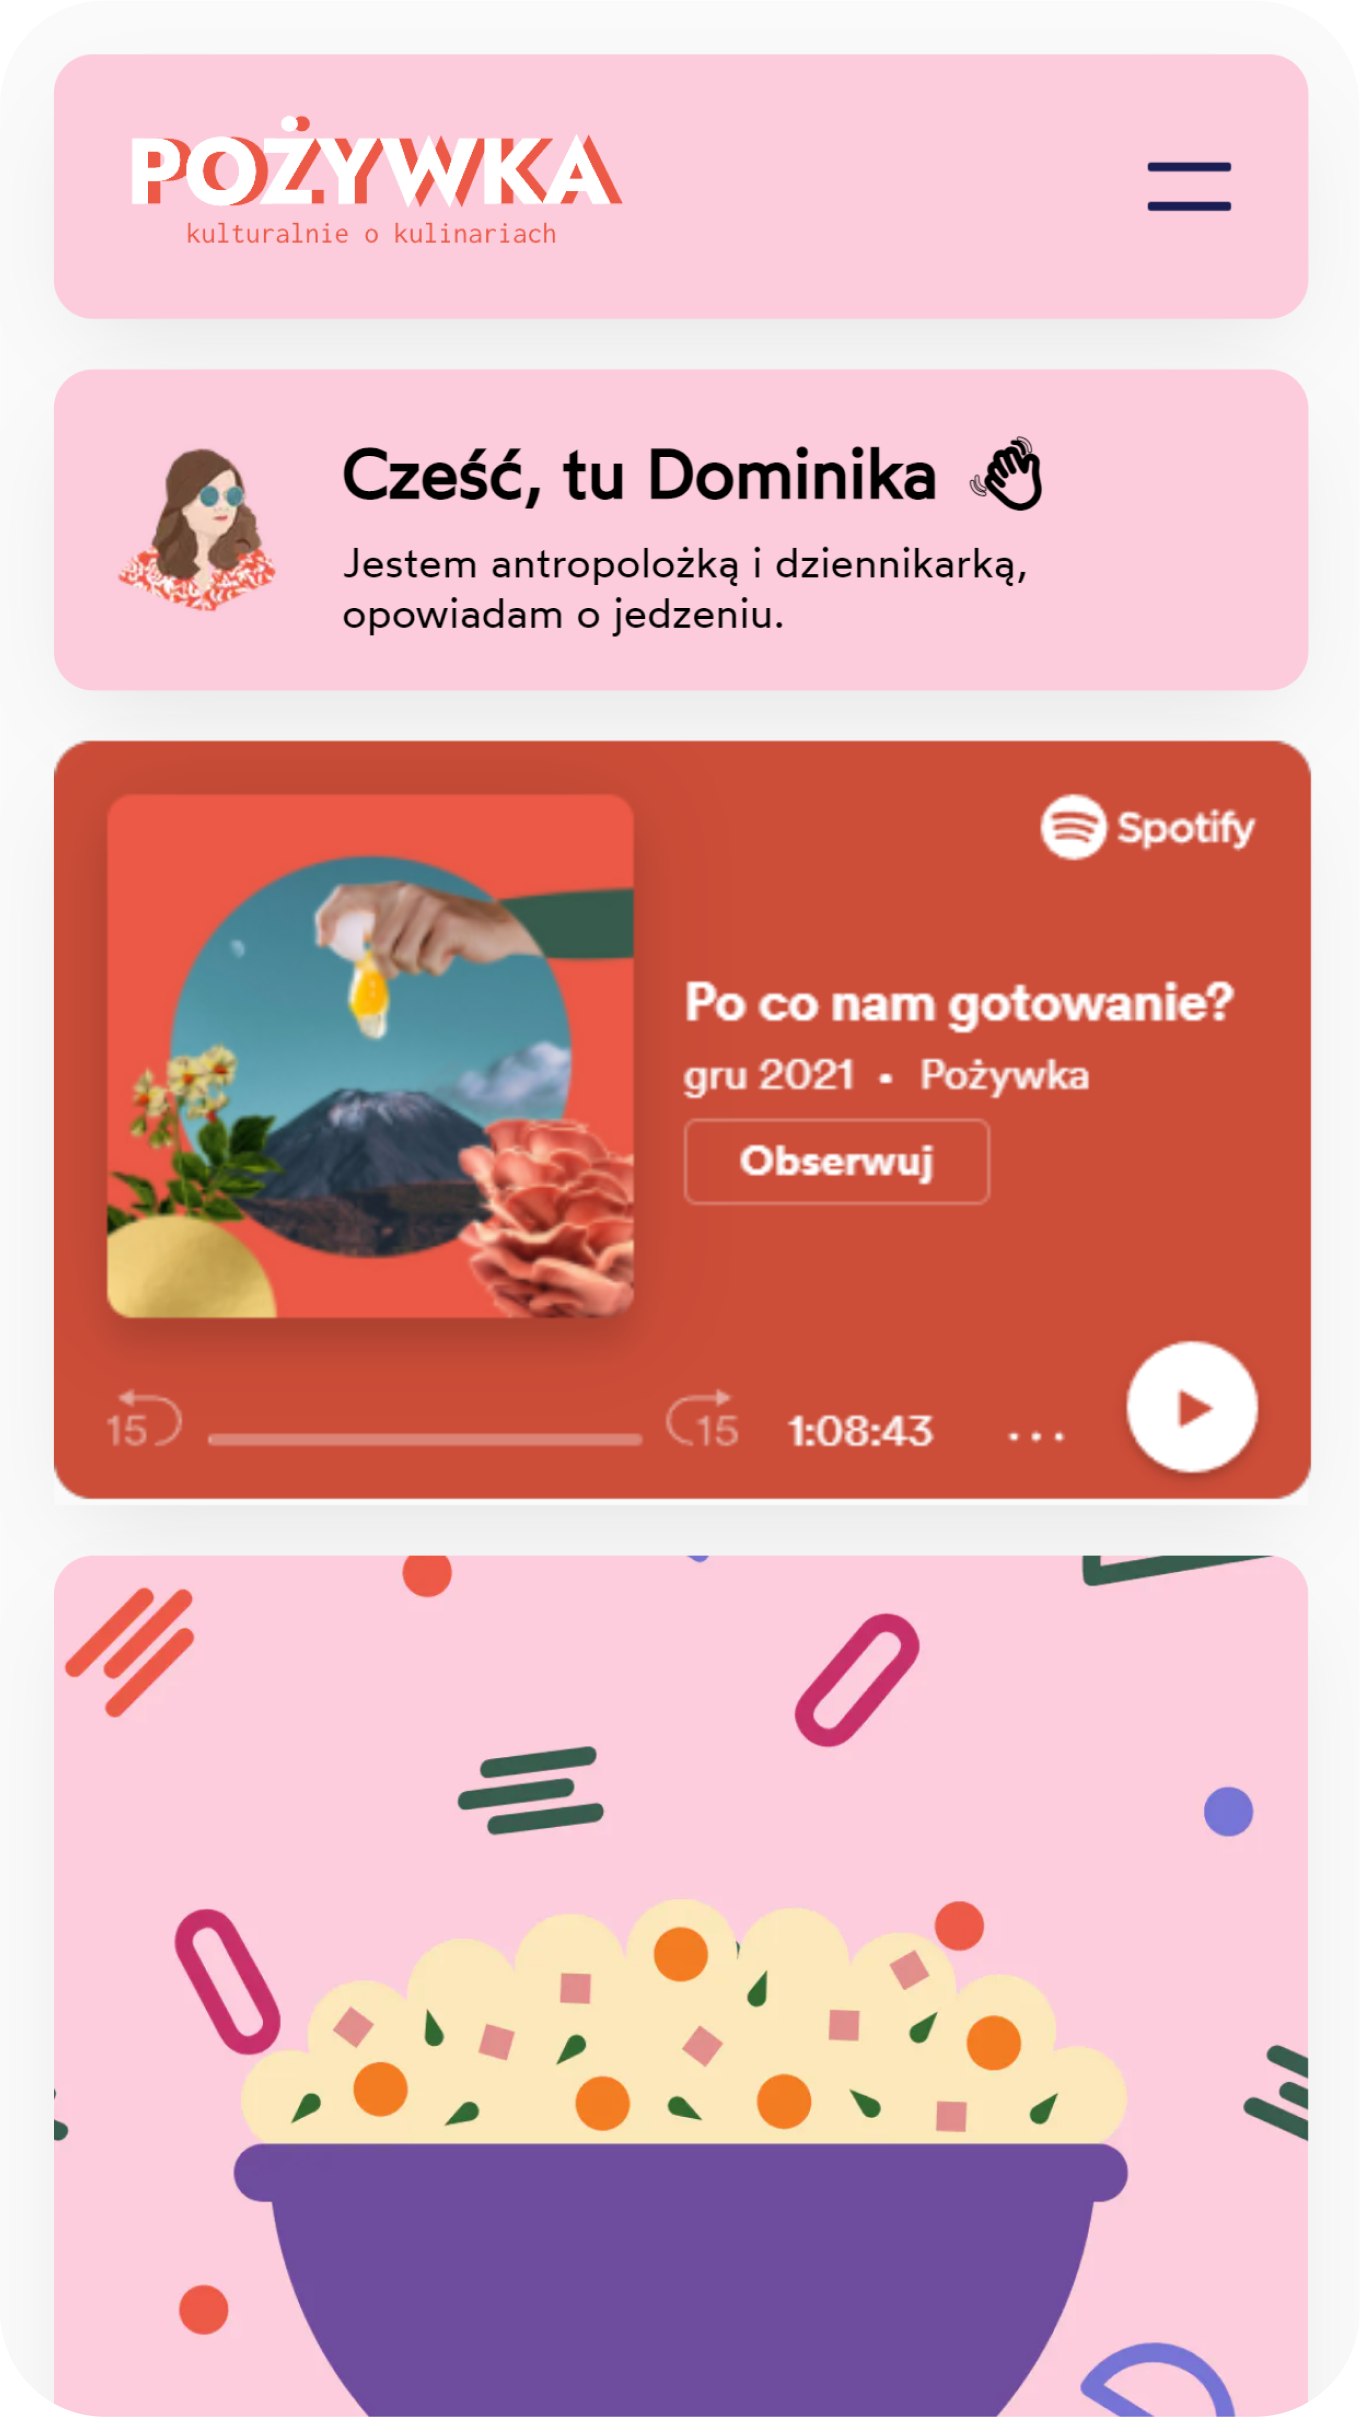 POŻYWKA
kulturalnie o kulinariach
Cześć, tu Dominika
Jestem antropolożką i dziennikarką,
opowiadam o jedzeniu.
Spotify
Po co nam gotowanie?
gru 2021 • Pożywka
Obserwuj
15 15 1:08:43 ...